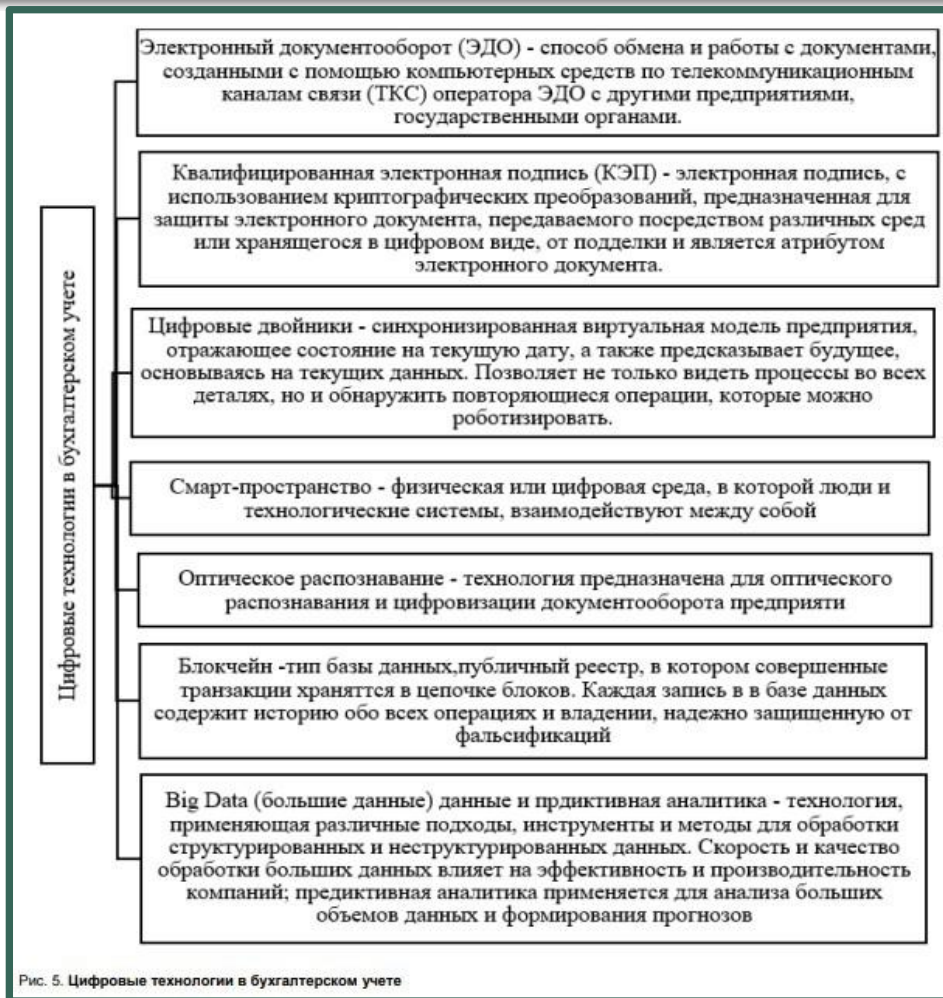 Электронный документооборот (ЭДО) - способ обмена и работы с документами,
созданными с помощью компьютерных средств по телекоммуникационным
каналам связи (ТКС) оператора ЭДО с другими предприятиями,
государственными органами.
Квалифицированная электронная подпись (КЭП) - электронная подпись, с
использованием криптографических преобразований, предназначенная для
защиты электронного документа, передаваемого посредством различных сред
или хранящегося в цифровом виде, от подделки и является атрибутом
электронного документа.
Цифровые двойники - синхронизированная виртуальная модель предприятия,
отражающее состояние на текущую дату, а также предсказывает будущее,
основываясь на текущих данных. Позволяет не только видеть процессы во всех
деталях, но и обнаружить повторяющиеся операции, которые можно
роботизировать.
Цифровые технологии в бухгалтерском учете
Смарт-пространство - физическая или цифровая среда, в которой люди и
технологические системы, взаимодействуют между собой
Оптическое распознавание - технология предназначена для оптического
распознавания и цифровизации документооборота предприяти
Блокчейн -тип базы данных,публичный реестр, в котором совершенные
транзакции храняттся в цепочке блоков. Каждая запись в в базе данных
содержит историю обо всех операциях и владении, надежно защищенную от
фальсификаций
Big Data (большие данные) данные и прдиктивная аналитика - технология,
применяющая различные подходы, инструменты и методы для обработки
структурированных и неструктурированных данных. Скорость и качество
обработки больших данных влияет на эффективность и производительность
компаний; предиктивная аналитика применяется для анализа больших
объемов данных и формирования прогнозов
Рис. 5. Цифровые технологии в бухгалтерском учете